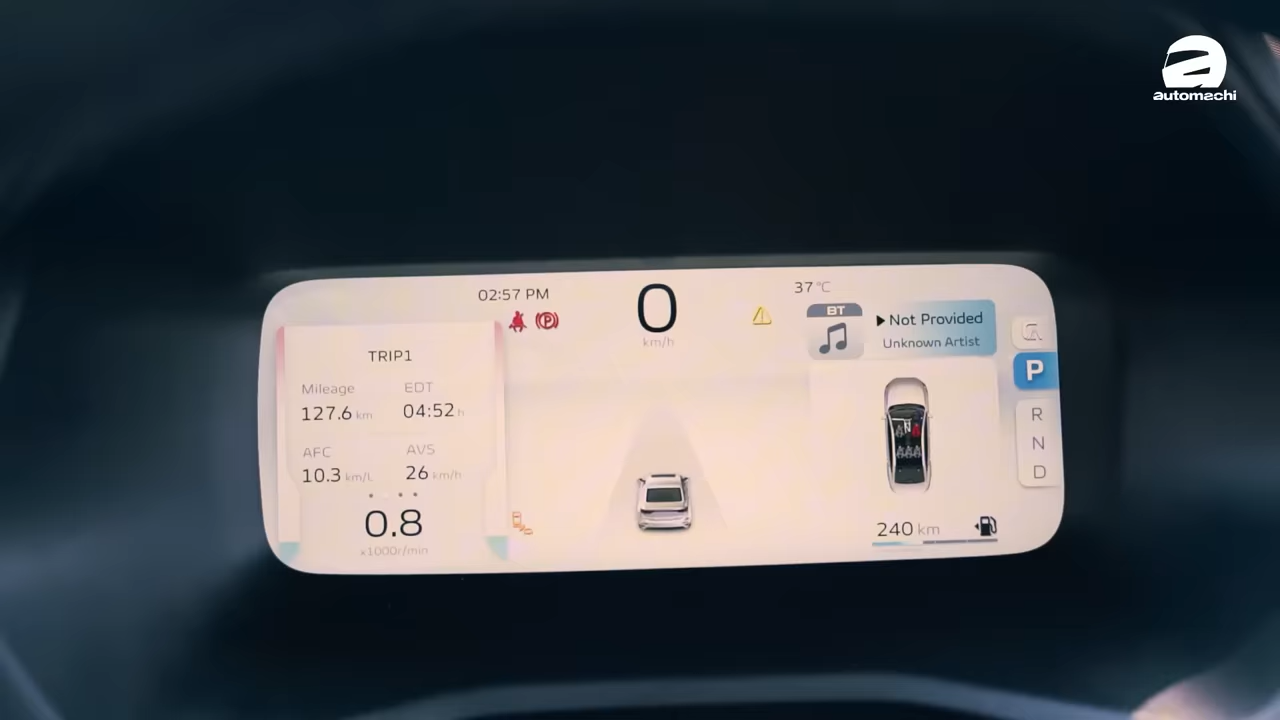 automachi
02:57 PM
0
km/h
37 °C
BT
Not Provided
Unknown Artist
TRIP1
Mileage
EDT
127.6 km
04:52 h
AFC
AVS
10.3 km/L
26 km/h
0.8
x1000r/min
240 km
P
R
N
D